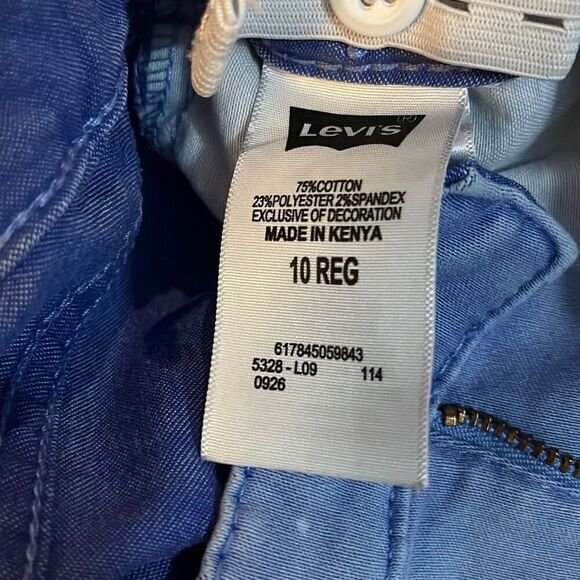 Levi's (R)
75%COTTON
23%POLYESTER 2%SPANDEX
EXCLUSIVE OF DECORATION
MADE IN KENYA
10 REG
617845059843
5328 - L09 114
0926